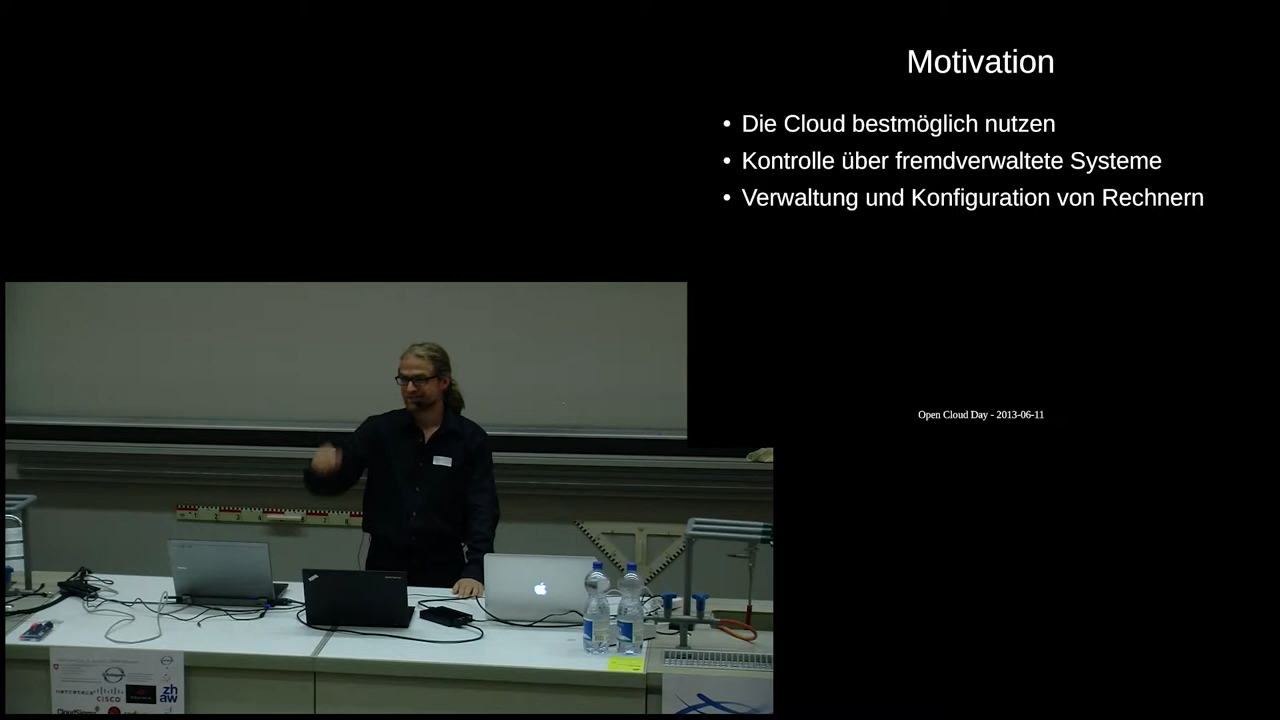 Motivation
• Die Cloud bestmöglich nutzen
• Kontrolle über fremdverwaltete Systeme
• Verwaltung und Konfiguration von Rechnern
Open Cloud Day - 2013-06-11
netcetera
CISCO
zh
aw